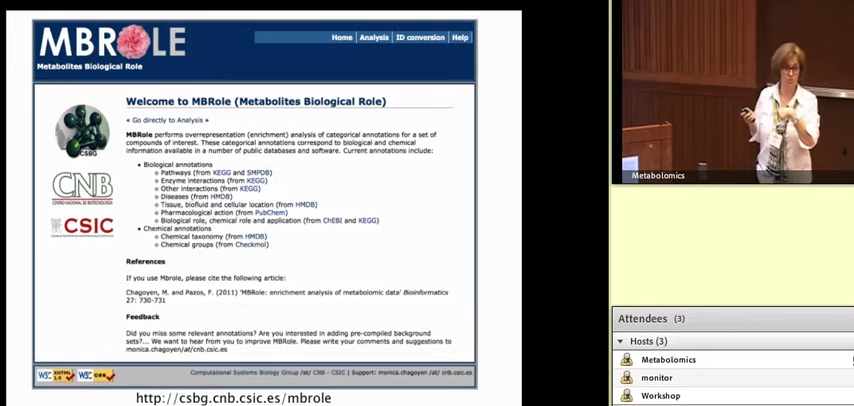 MBROLE
Metabolites Biological Role
Home | Analysis | ID conversion | Help
Welcome to MBRole (Metabolites Biological Role)
« Go directly to Analysis »
MBRole performs overrepresentation (enrichment) analysis of categorical annotations for a set of
compounds of interest. These categorical annotations correspond to biological and chemical
information available in a number of public databases and software. Current annotations include:
• Biological annotations
Pathways (from KEGG and SMPDB)
Enzyme interactions (from KEGG)
Other interactions (from KEGG)
Diseases (from HMDB)
Tissue, biofluid and cellular location (from HMDB)
Pharmacological action (from PubChem)
Biological role, chemical role and application (from ChEBI and KEGG)
• Chemical annotations
Chemical taxonomy (from HMDB)
Chemical groups (from Checkmol)
CSBG
CNB
CENTRO NACIONAL DE BIOTECNOLOGIA
CSIC
References
If you use Mbrole, please cite the following article:
Chagoyen, M. and Pazos, F. (2011) 'MBRole: enrichment analysis of metabolomic data' Bioinformatics
27: 730-731
Feedback
Did you miss some relevant annotations? Are you interested in adding pre-compiled background
sets?... We want to hear from you to improve MBRole. Please write your comments and suggestions to
monica.chagoyen/at/cnb.csic.es
W3C XHTML 1.0
W3C CSS
Computational Systems Biology Group /at/ CNB - CSIC | Support: monica.chagoyen /at/ cnb.csic.es
http://csbg.cnb.csic.es/mbrole
Metabolomics
Attendees (3)
Hosts (3)
Metabolomics
monitor
Workshop